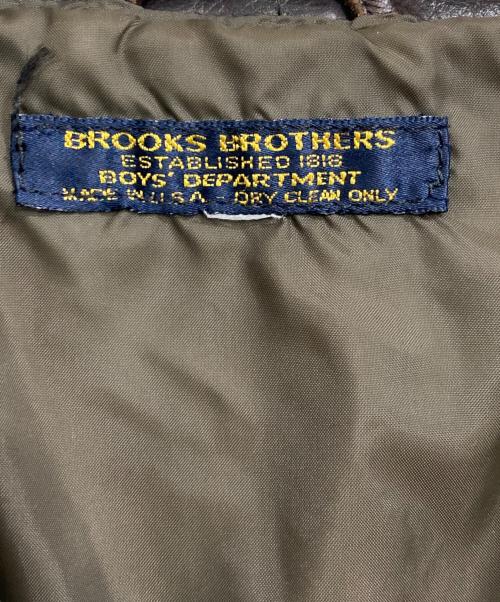 BROOKS BROTHERS
ESTABLISHED 1818
BOYS' DEPARTMENT
MADE IN U.S.A. - DRY CLEAN ONLY